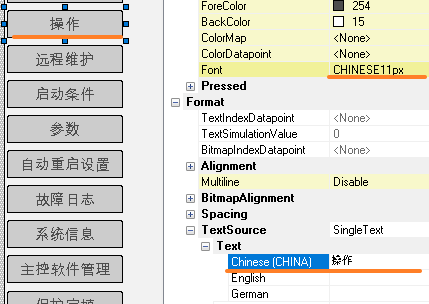 操作
远程维护
启动条件
参数
自动重启设置
故障日志
系统信息
主控软件管理
ForeColor 254
BackColor 15
ColorMap <None>
ColorDatapoint <None>
Font CHINESE11px
Pressed
Format
TextIndexDatapoint <None>
TextSimulationValue 0
BitmapIndexDatapoint <None>
Alignment
Multiline Disable
BitmapAlignment
Spacing
TextSource SingleText
Text
Chinese (CHINA) 操作
English
German